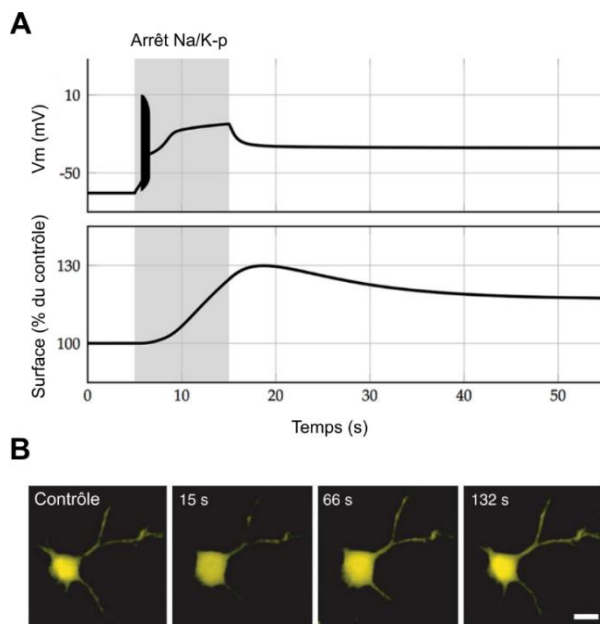 A
Arrêt Na/K-p
10
-50
Vm (mV)
130
100
Surface (% du contrôle)
0 10 20 30 40 50
Temps (s)
B
Contrôle 15 s 66 s 132 s